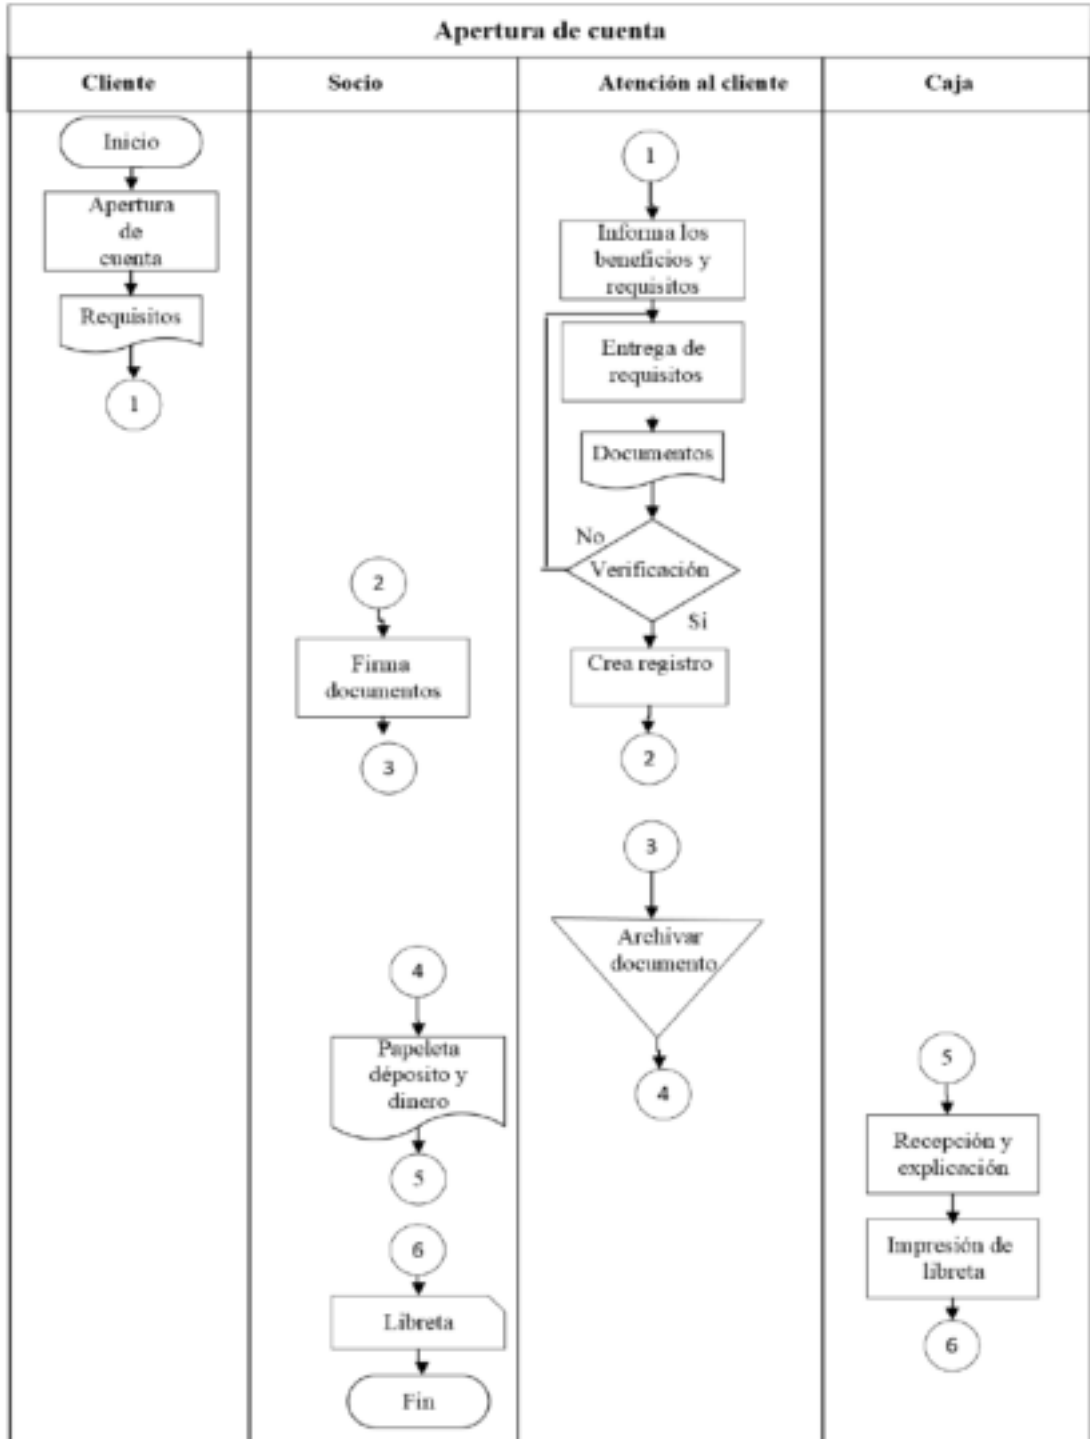 Apertura de cuenta
Cliente
Socio
Atención al cliente
Caja
Inicio
Apertura
de
cuenta
Requisitos
1
2
Firma
documentos
3
4
Papeleta
déposito y
dinero
5
6
Libreta
Fin
1
Informa los
beneficios y
requisitos
Entrega de
requisitos
Documentos
No
Verificación
Si
Crea registro
2
3
Archivar
documento
4
5
Recepción y
explicación
Impresión de
libreta
6